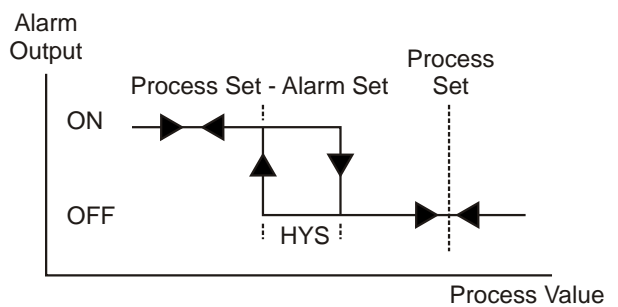 Alarm
Output
Process
Set
Process Set - Alarm Set
ON
OFF
HYS
Process Value